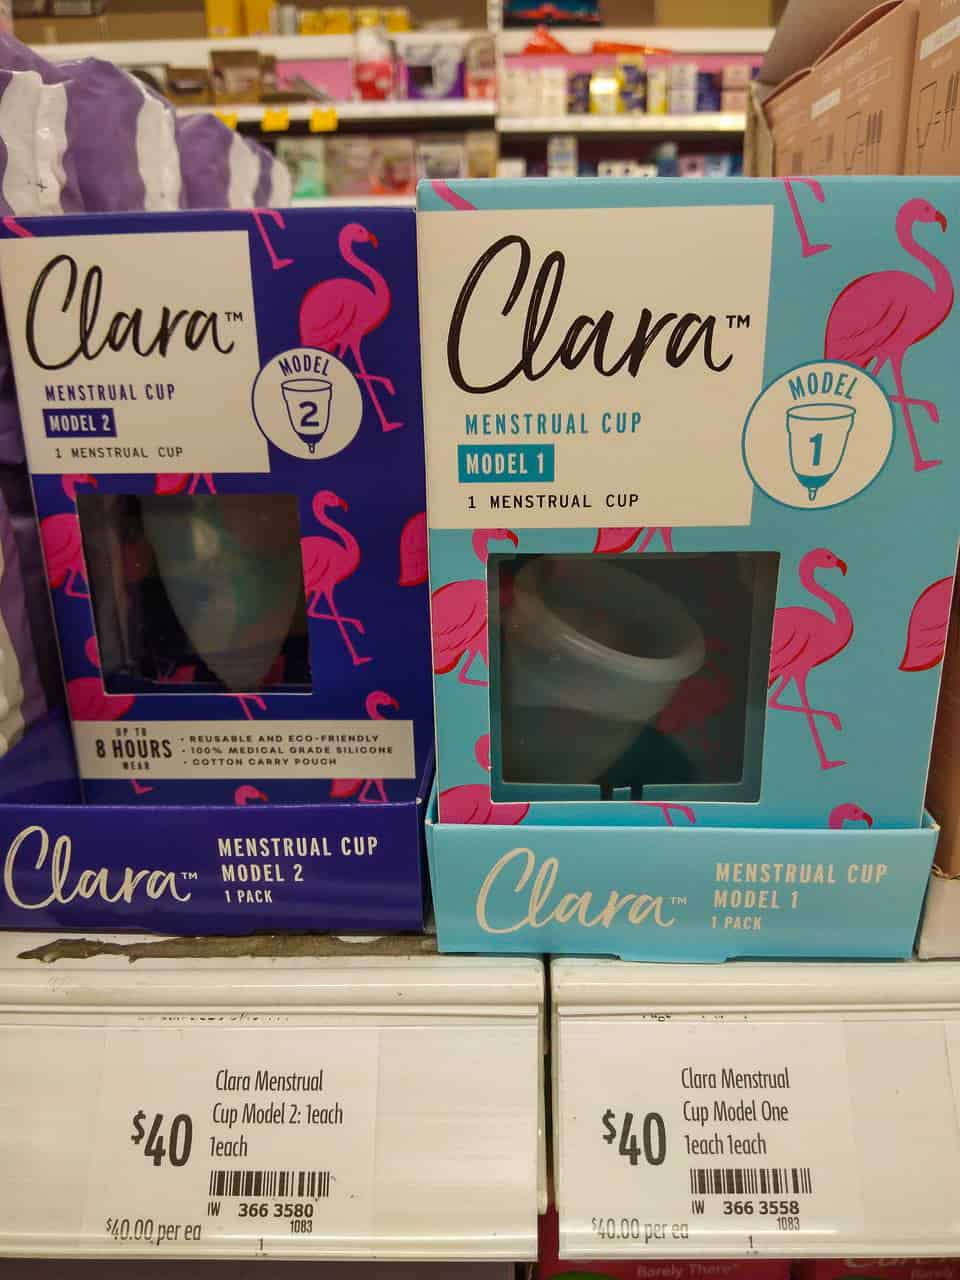 Clara™
MENSTRUAL CUP
MODEL 2
1 MENSTRUAL CUP
MODEL
2
UP TO
8 HOURS
WEAR
• REUSABLE AND ECO-FRIENDLY
• 100% MEDICAL GRADE SILICONE
• COTTON CARRY POUCH
Clara™
MENSTRUAL CUP
MODEL 2
1 PACK
Clara™
MENSTRUAL CUP
MODEL 1
1 MENSTRUAL CUP
MODEL
1
Clara™
MENSTRUAL CUP
MODEL 1
1 PACK
$40
Clara Menstrual
Cup Model 2: 1each
1each
IW 366 3580
1083
$40.00 per ea
1
$40
Clara Menstrual
Cup Model One
1each 1each
IW 366 3558
1083
$40.00 per ea
1
Barely There®
Barely